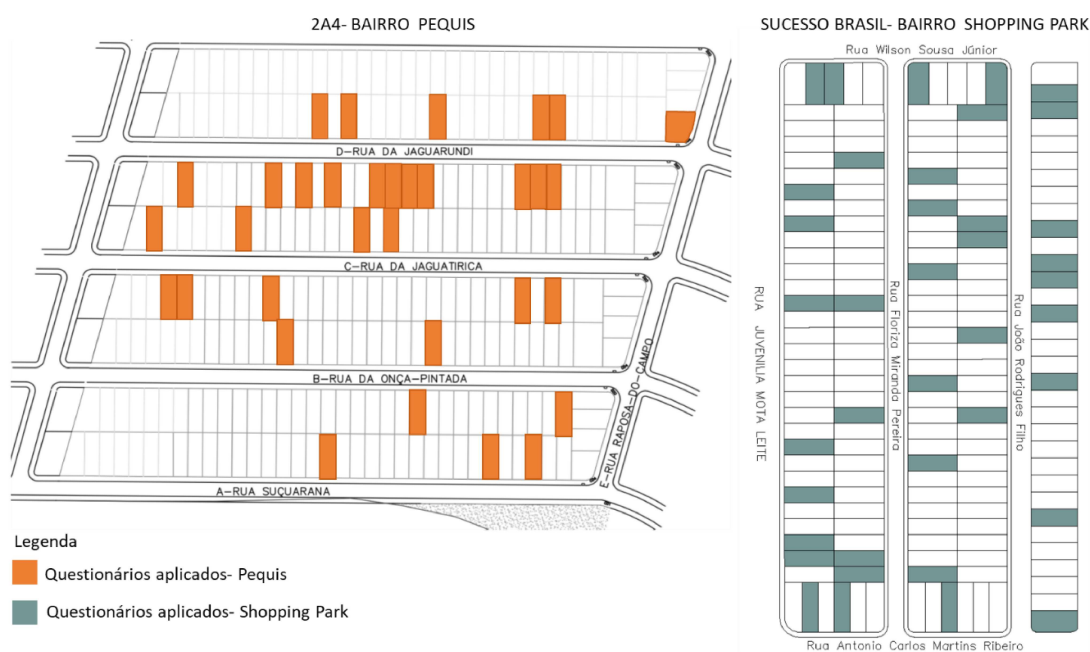 2A4- BAIRRO PEQUIS
D-RUA DA JAGUARUNDI
C-RUA DA JAGUATIRICA
B-RUA DA ONÇA-PINTADA
A-RUA SUÇUARANA
E-RUA RAPOSA-DO-CAMPO
Legenda
Questionários aplicados- Pequis
Questionários aplicados- Shopping Park
SUCESSO BRASIL- BAIRRO SHOPPING PARK
Rua Wilson Sousa Júnior
RUA JUVENILIA MOTA LEITE
Rua Floriza Miranda Pereira
Rua João Rodrigues Filho
Rua Antonio Carlos Martins Ribeiro